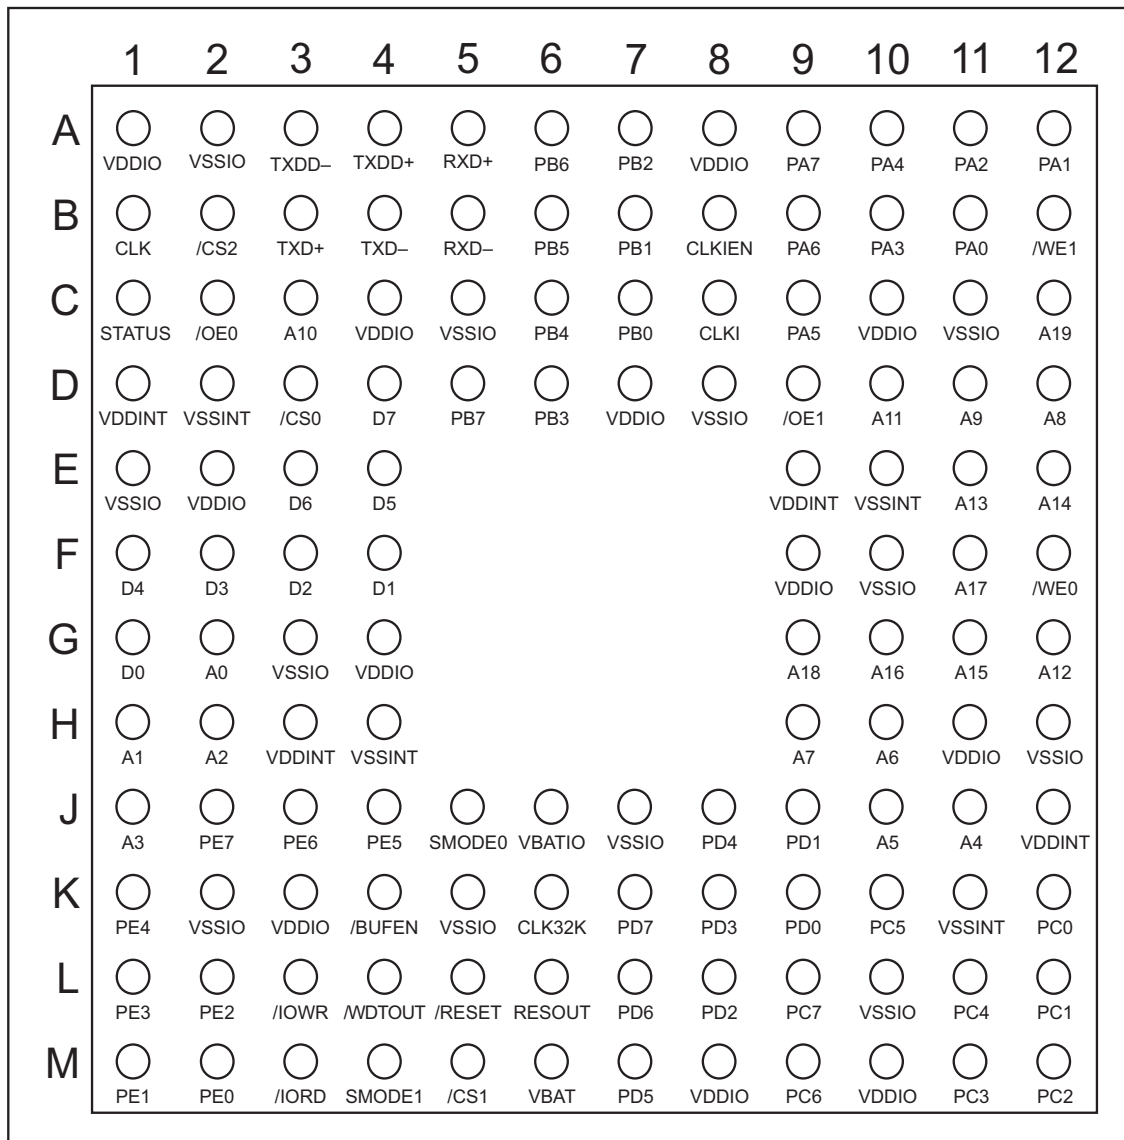 1 2 3 4 5 6 7 8 9 10 11 12
A
VDDIO VSSIO TXDD– TXDD+ RXD+ PB6 PB2 VDDIO PA7 PA4 PA2 PA1
B
CLK /CS2 TXD+ TXD– RXD– PB5 PB1 CLKIEN PA6 PA3 PA0 /WE1
C
STATUS /OE0 A10 VDDIO VSSIO PB4 PB0 CLKI PA5 VDDIO VSSIO A19
D
VDDINT VSSINT /CS0 D7 PB7 PB3 VDDIO VSSIO /OE1 A11 A9 A8
E
VSSIO VDDIO D6 D5 VDDINT VSSINT A13 A14
F
D4 D3 D2 D1 VDDIO VSSIO A17 /WE0
G
D0 A0 VSSIO VDDIO A18 A16 A15 A12
H
A1 A2 VDDINT VSSINT A7 A6 VDDIO VSSIO
J
A3 PE7 PE6 PE5 SMODE0 VBATIO VSSIO PD4 PD1 A5 A4 VDDINT
K
PE4 VSSIO VDDIO /BUFEN VSSIO CLK32K PD7 PD3 PD0 PC5 VSSINT PC0
L
PE3 PE2 /IOWR /WDTOUT /RESET RESOUT PD6 PD2 PC7 VSSIO PC4 PC1
M
PE1 PE0 /IORD SMODE1 /CS1 VBAT PD5 VDDIO PC6 VDDIO PC3 PC2